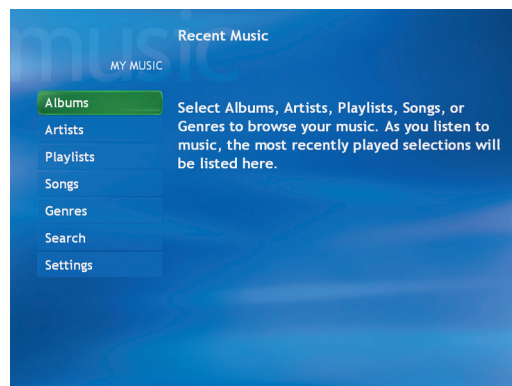 music
Recent Music
MY MUSIC
Albums
Artists
Playlists
Songs
Genres
Search
Settings
Select Albums, Artists, Playlists, Songs, or
Genres to browse your music. As you listen to
music, the most recently played selections will
be listed here.